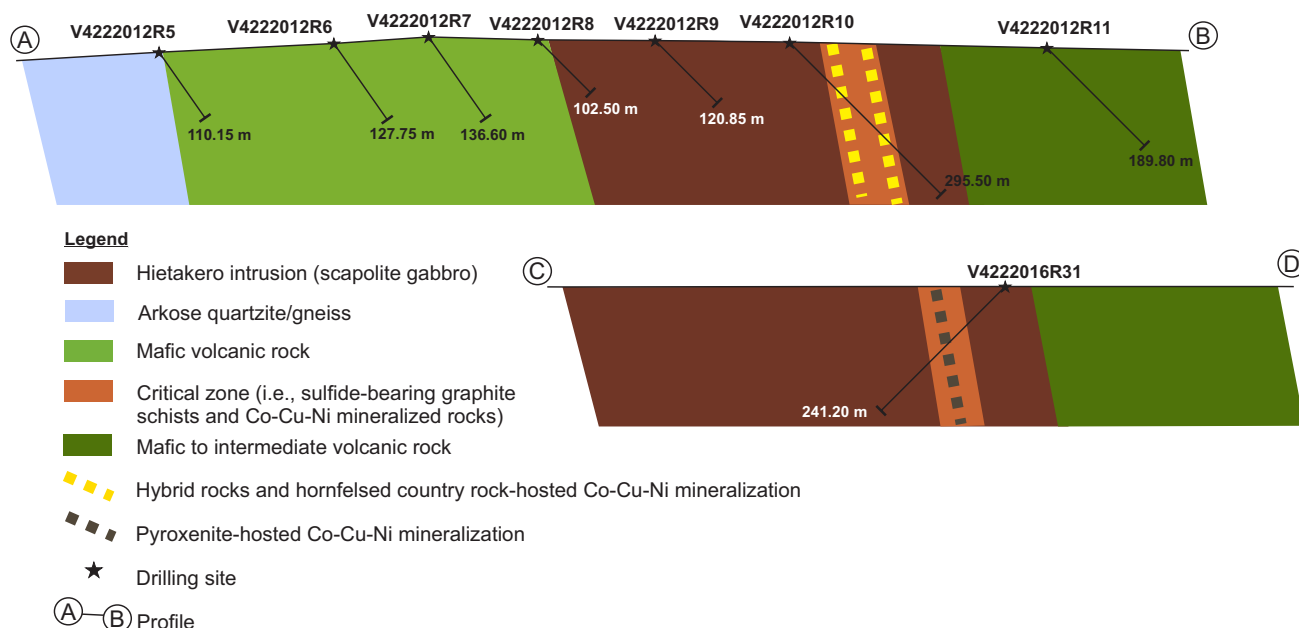 A
V4222012R5
V4222012R6
V4222012R7
V4222012R8
V4222012R9
V4222012R10
V4222012R11
B
110.15 m
127.75 m
136.60 m
102.50 m
120.85 m
295.50 m
189.80 m
Legend
Hietakero intrusion (scapolite gabbro)
Arkose quartzite/gneiss
Mafic volcanic rock
Critical zone (i.e., sulfide-bearing graphite
schists and Co-Cu-Ni mineralized rocks)
Mafic to intermediate volcanic rock
Hybrid rocks and hornfelsed country rock-hosted Co-Cu-Ni mineralization
Pyroxenite-hosted Co-Cu-Ni mineralization
Drilling site
A B Profile
C
V4222016R31
D
241.20 m